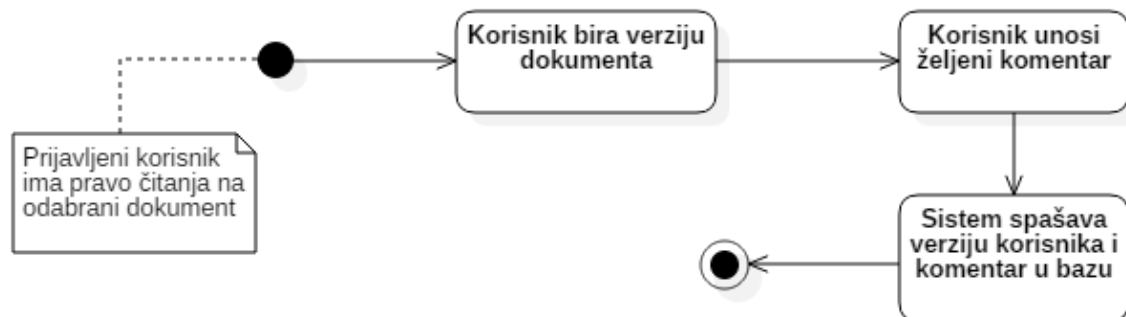 Korisnik bira verziju
dokumenta
Korisnik unosi
željeni komentar
Prijavljeni korisnik
ima pravo čitanja na
odabrani dokument
Sistem spašava
verziju korisnika i
komentar u bazu